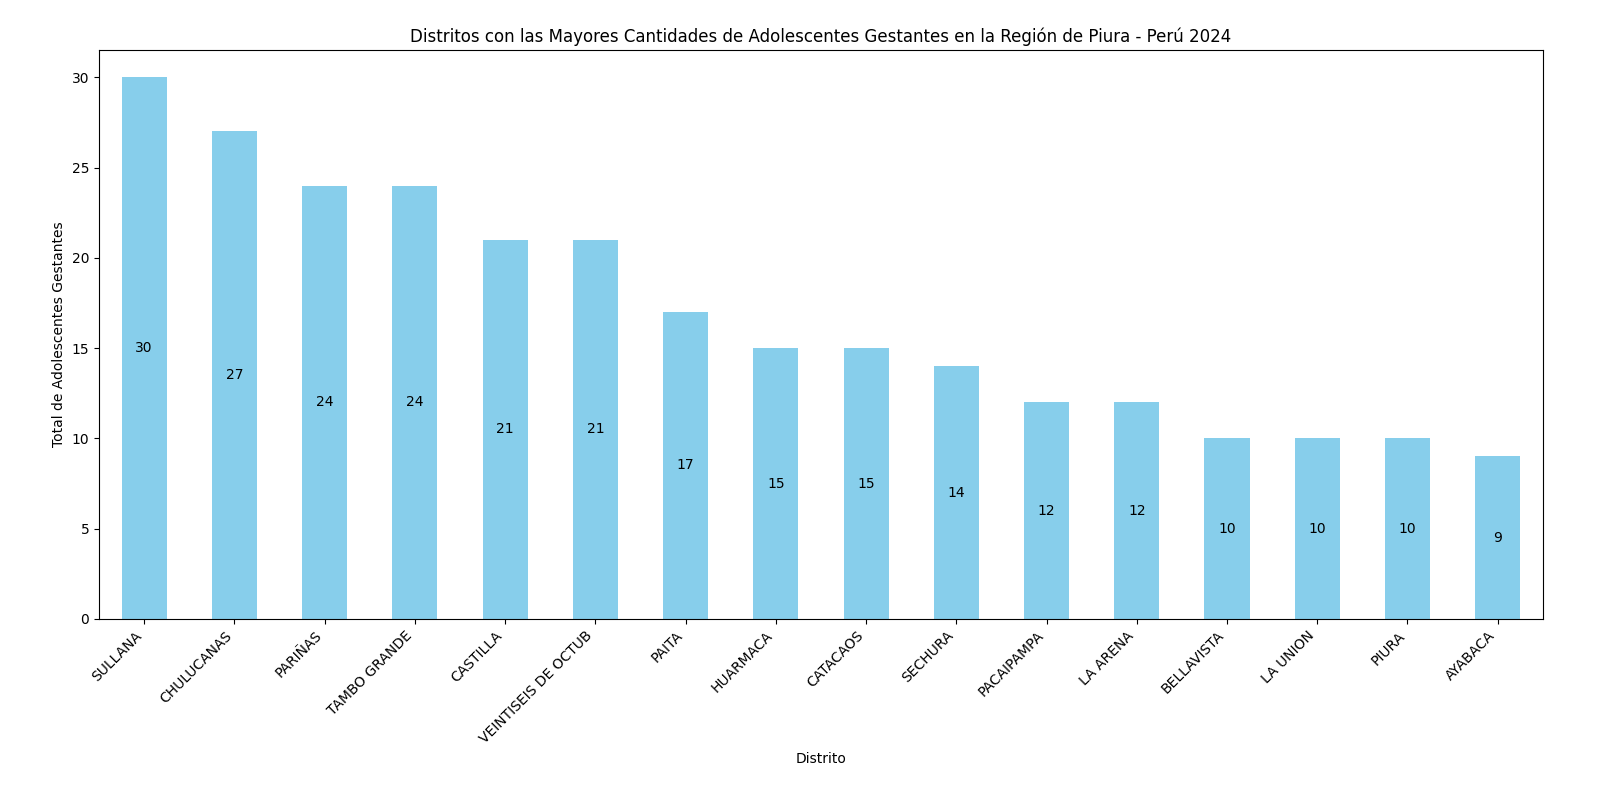 Distritos con las Mayores Cantidades de Adolescentes Gestantes en la Región de Piura - Perú 2024
Total de Adolescentes Gestantes
30
25
20
15
10
5
0
30
27
24
24
21
21
17
15
15
14
12
12
10
10
10
9
SULLANA
CHULUCANAS
PARIÑAS
TAMBO GRANDE
CASTILLA
VEINTISEIS DE OCTUB
PAITA
HUARMACA
CATACAOS
SECHURA
PACAIPAMPA
LA ARENA
BELLAVISTA
LA UNION
PIURA
AYABACA
Distrito